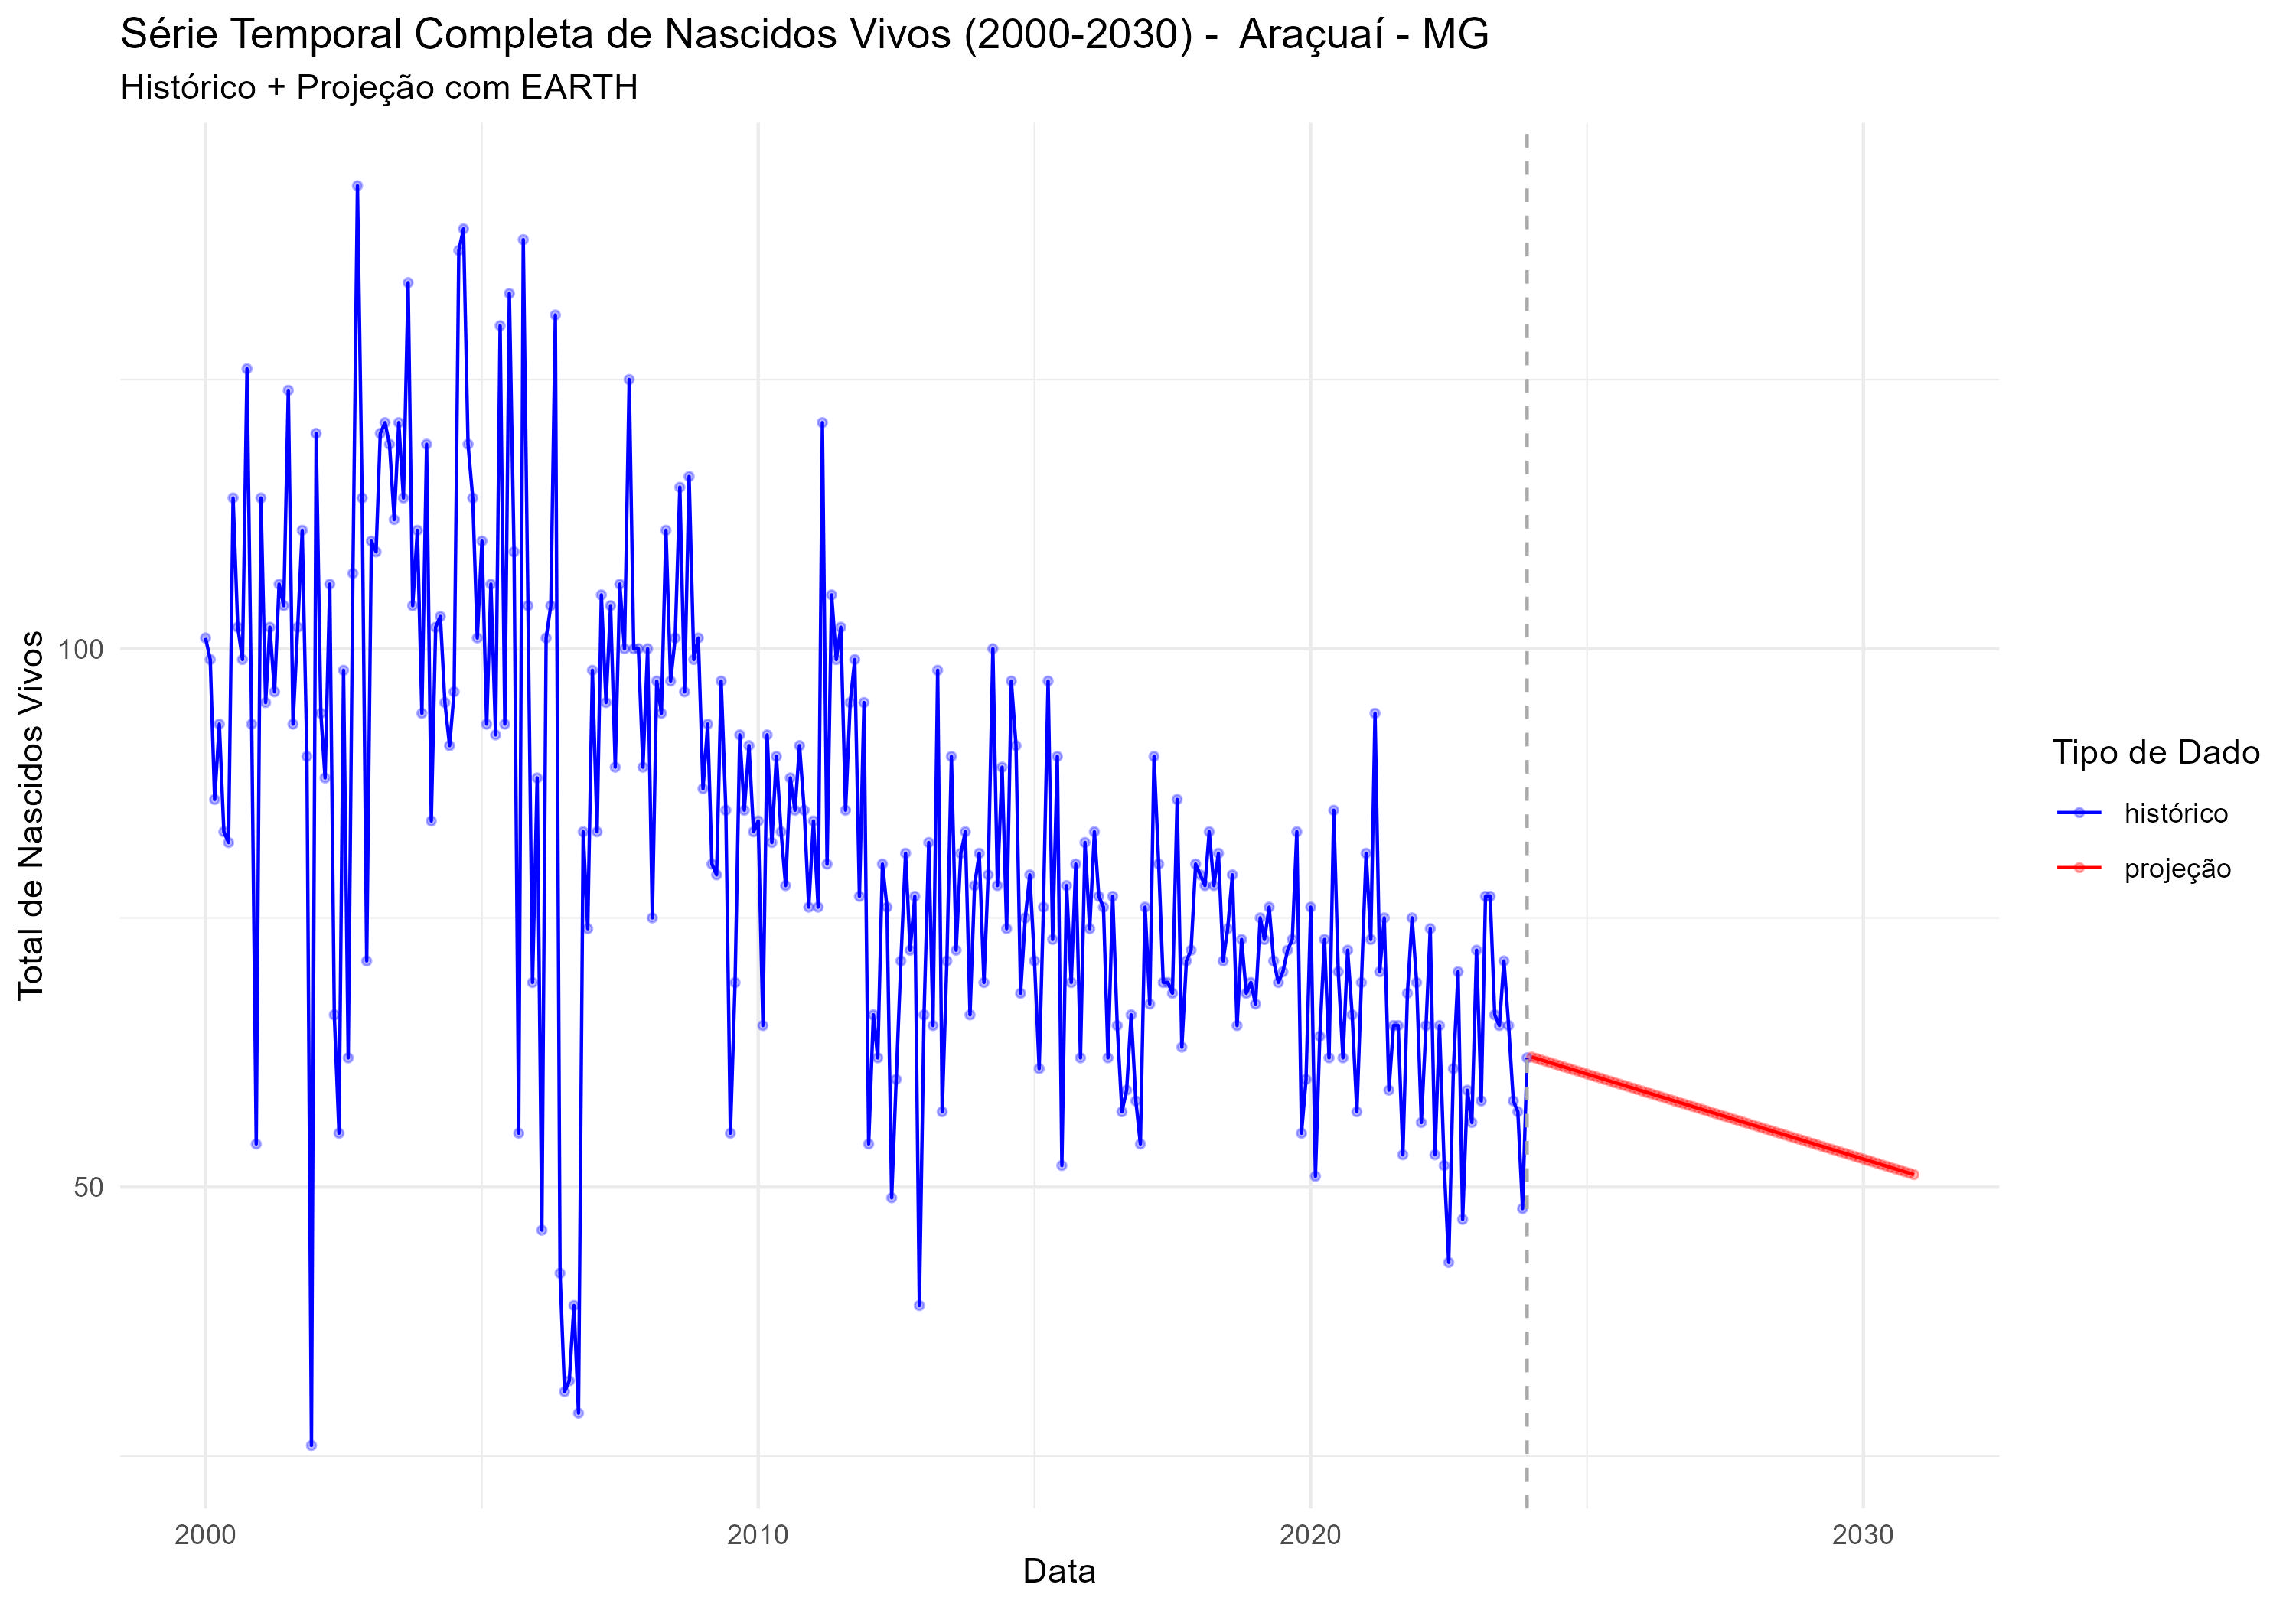 Série Temporal Completa de Nascidos Vivos (2000-2030) -  Araçuaí - MG
Histórico + Projeção com EARTH
Total de Nascidos Vivos
100
50
2000
2010
2020
2030
Data
Tipo de Dado
histórico
projeção